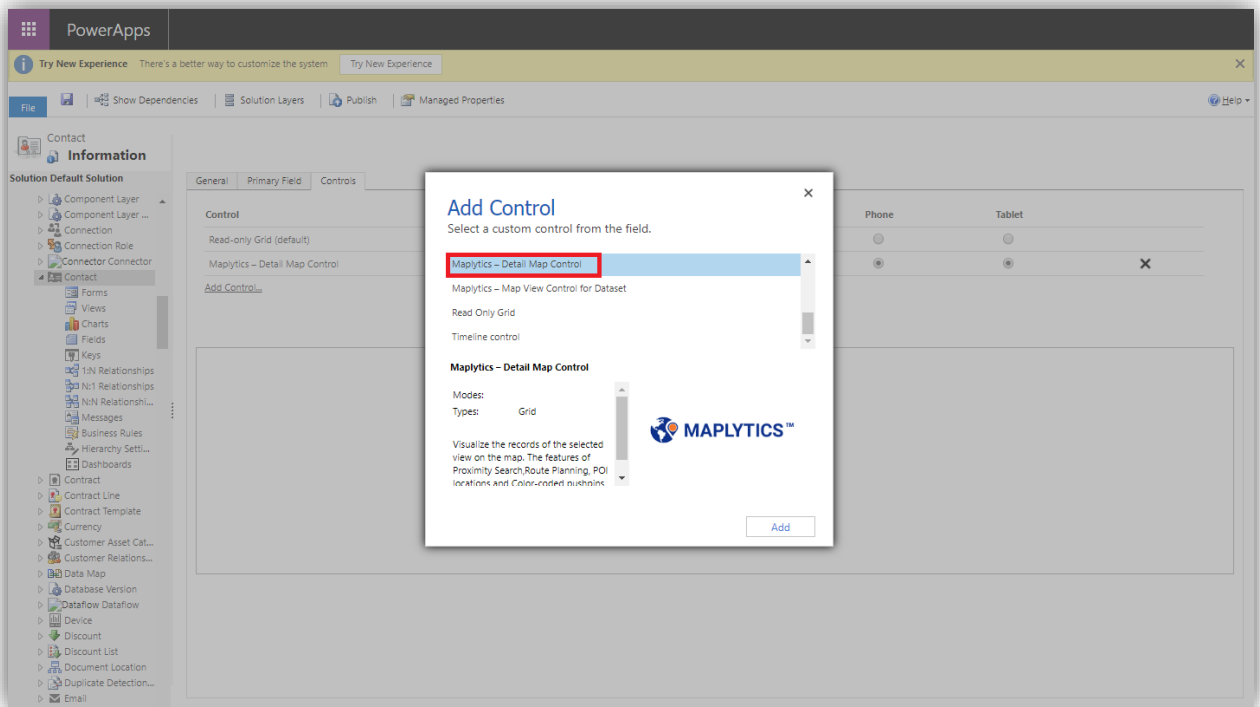 PowerApps
Try New Experience There's a better way to customize the system Try New Experience
File Show Dependencies Solution Layers Publish Managed Properties Help
Contact
Information
Solution Default Solution
Component Layer
Component Layer ...
Connection
Connection Role
Connector Connector
Contact
Forms
Views
Charts
Fields
Keys
1:N Relationships
N:1 Relationships
N:N Relationshi...
Messages
Business Rules
Hierarchy Setti...
Dashboards
Contract
Contract Line
Contract Template
Currency
Customer Asset Cat...
Customer Relations...
Data Map
Database Version
Dataflow Dataflow
Device
Discount
Discount List
Document Location
Duplicate Detection...
Email
General Primary Field Controls
Control Phone Tablet
Read-only Grid (default)
Maplytics – Detail Map Control
Add Control...
Add Control
Select a custom control from the field.
Maplytics – Detail Map Control
Maplytics – Map View Control for Dataset
Read Only Grid
Timeline control
Maplytics – Detail Map Control
Modes:
Types: Grid
Visualize the records of the selected
view on the map. The features of
Proximity Search,Route Planning, POI
locations and Color-coded pushpins
MAPLYTICS™
Add